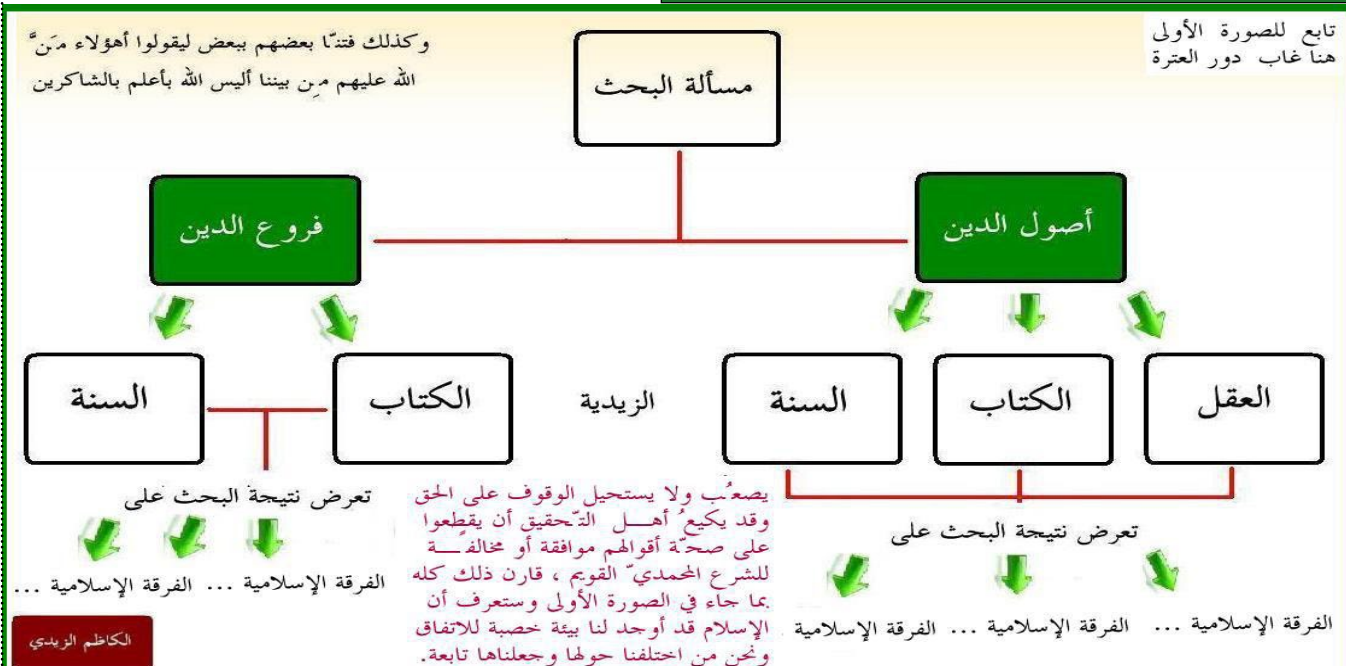 تابع للصورة الأولى
هنا غاب دور العترة
وكذلك فتنّا بعضهم ببعض ليقولوا أهؤلاء مَنَّ
الله عليهم مِن بيننا أليس الله بأعلم بالشاكرين
مسألة البحث
أصول الدين
فروع الدين
العقل
الكتاب
السنة
الزيدية
الكتاب
السنة
تعرض نتيجة البحث على
الفرقة الإسلامية ... الفرقة الإسلامية ... الفرقة الإسلامية
يصعُب ولا يستحيل الوقوف على الحق
وقد يكيعُ أهـــل التّحقيق أن يقطعوا
على صحّة أقوالهم موافقة أو مخالفـــة
للشرع المحمديّ القويم ، قارن ذلك كله
بما جاء في الصورة الأولى وستعرف أن
الإسلام قد أوجد لنا بيئة خصبة للاتفاق
ونحن من اختلفنا حولها وجعلناها تابعة.
تعرض نتيجة البحث على
الفرقة الإسلامية ... الفرقة الإسلامية ...
الكاظم الزيدي